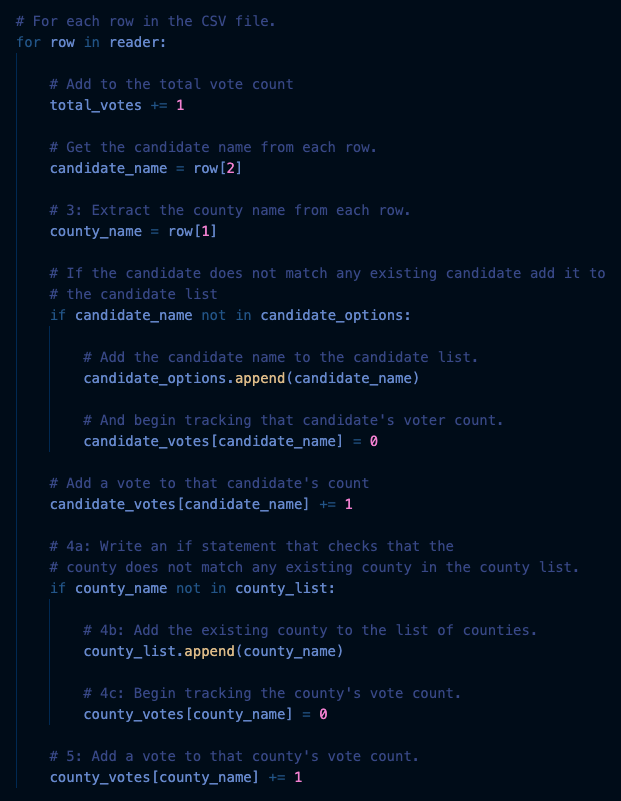 # For each row in the CSV file.
for row in reader:
# Add to the total vote count
total_votes += 1
# Get the candidate name from each row.
candidate_name = row[2]
# 3: Extract the county name from each row.
county_name = row[1]
# If the candidate does not match any existing candidate add it to
# the candidate list
if candidate_name not in candidate_options:
# Add the candidate name to the candidate list.
candidate_options.append(candidate_name)
# And begin tracking that candidate's voter count.
candidate_votes[candidate_name] = 0
# Add a vote to that candidate's count
candidate_votes[candidate_name] += 1
# 4a: Write an if statement that checks that the
# county does not match any existing county in the county list.
if county_name not in county_list:
# 4b: Add the existing county to the list of counties.
county_list.append(county_name)
# 4c: Begin tracking the county's vote count.
county_votes[county_name] = 0
# 5: Add a vote to that county's vote count.
county_votes[county_name] += 1